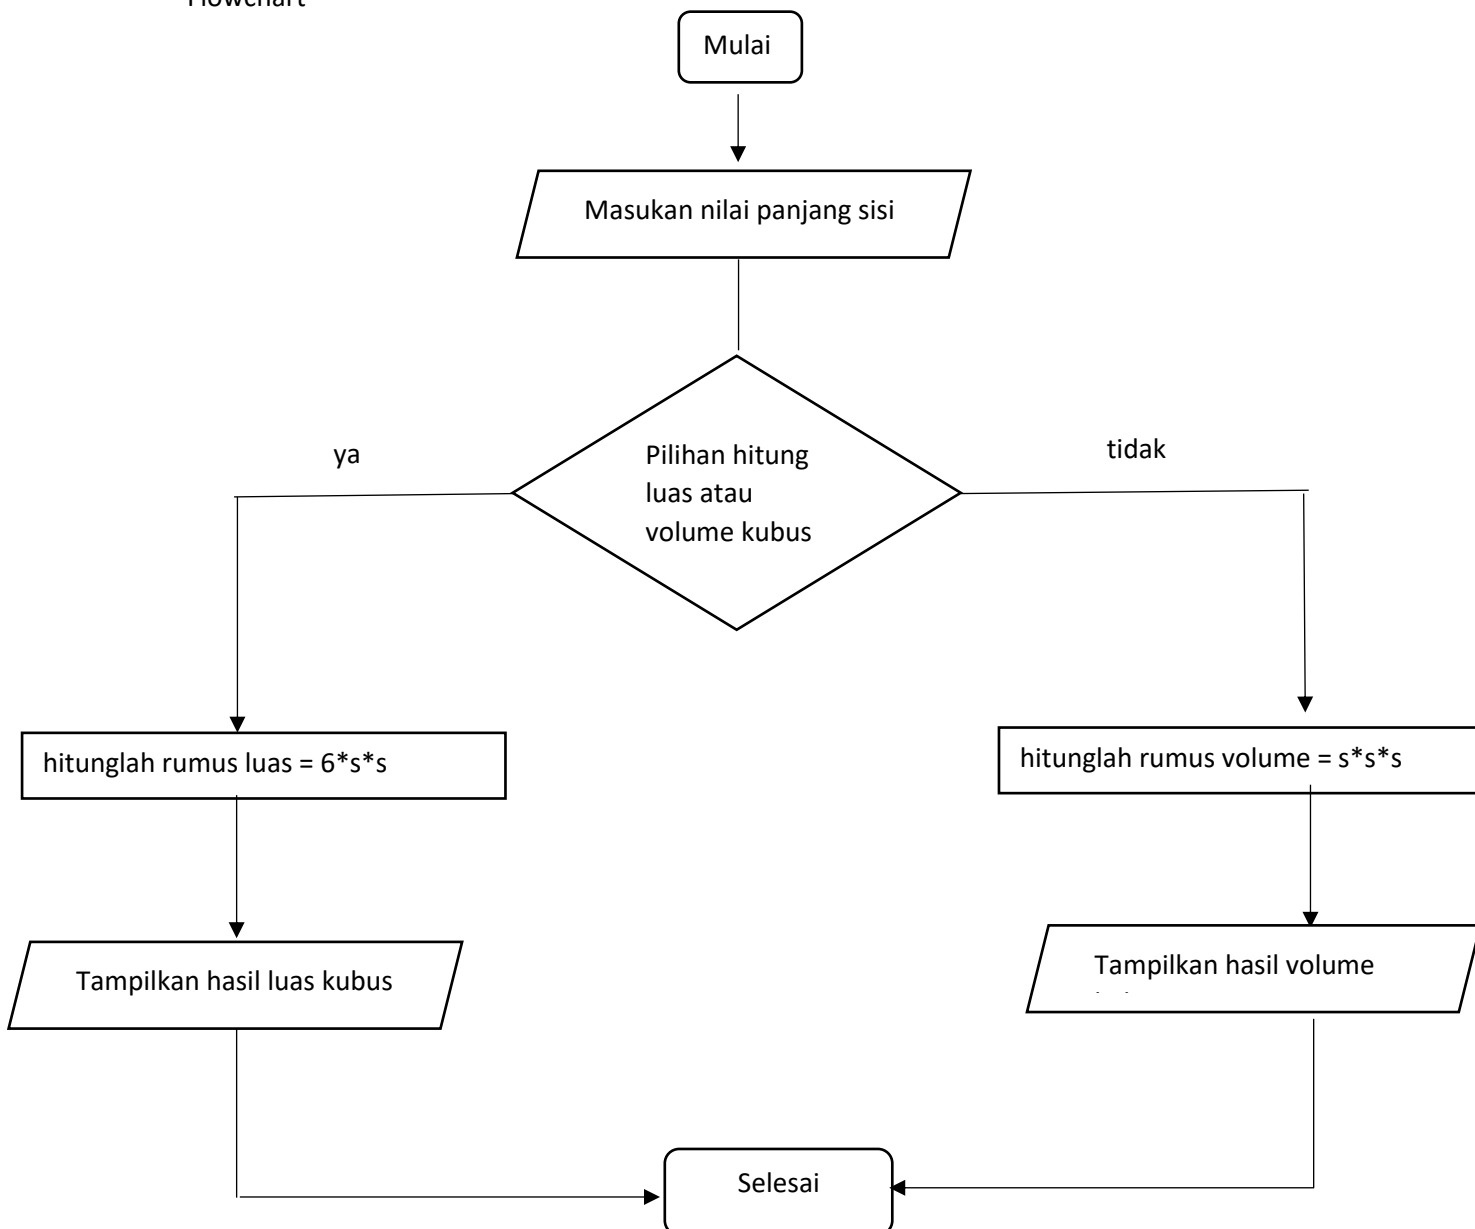 Flowchart
Mulai
Masukan nilai panjang sisi
ya
tidak
Pilihan hitung
luas atau
volume kubus
hitunglah rumus luas = 6*s*s
hitunglah rumus volume = s*s*s
Tampilkan hasil luas kubus
Tampilkan hasil volume
Selesai